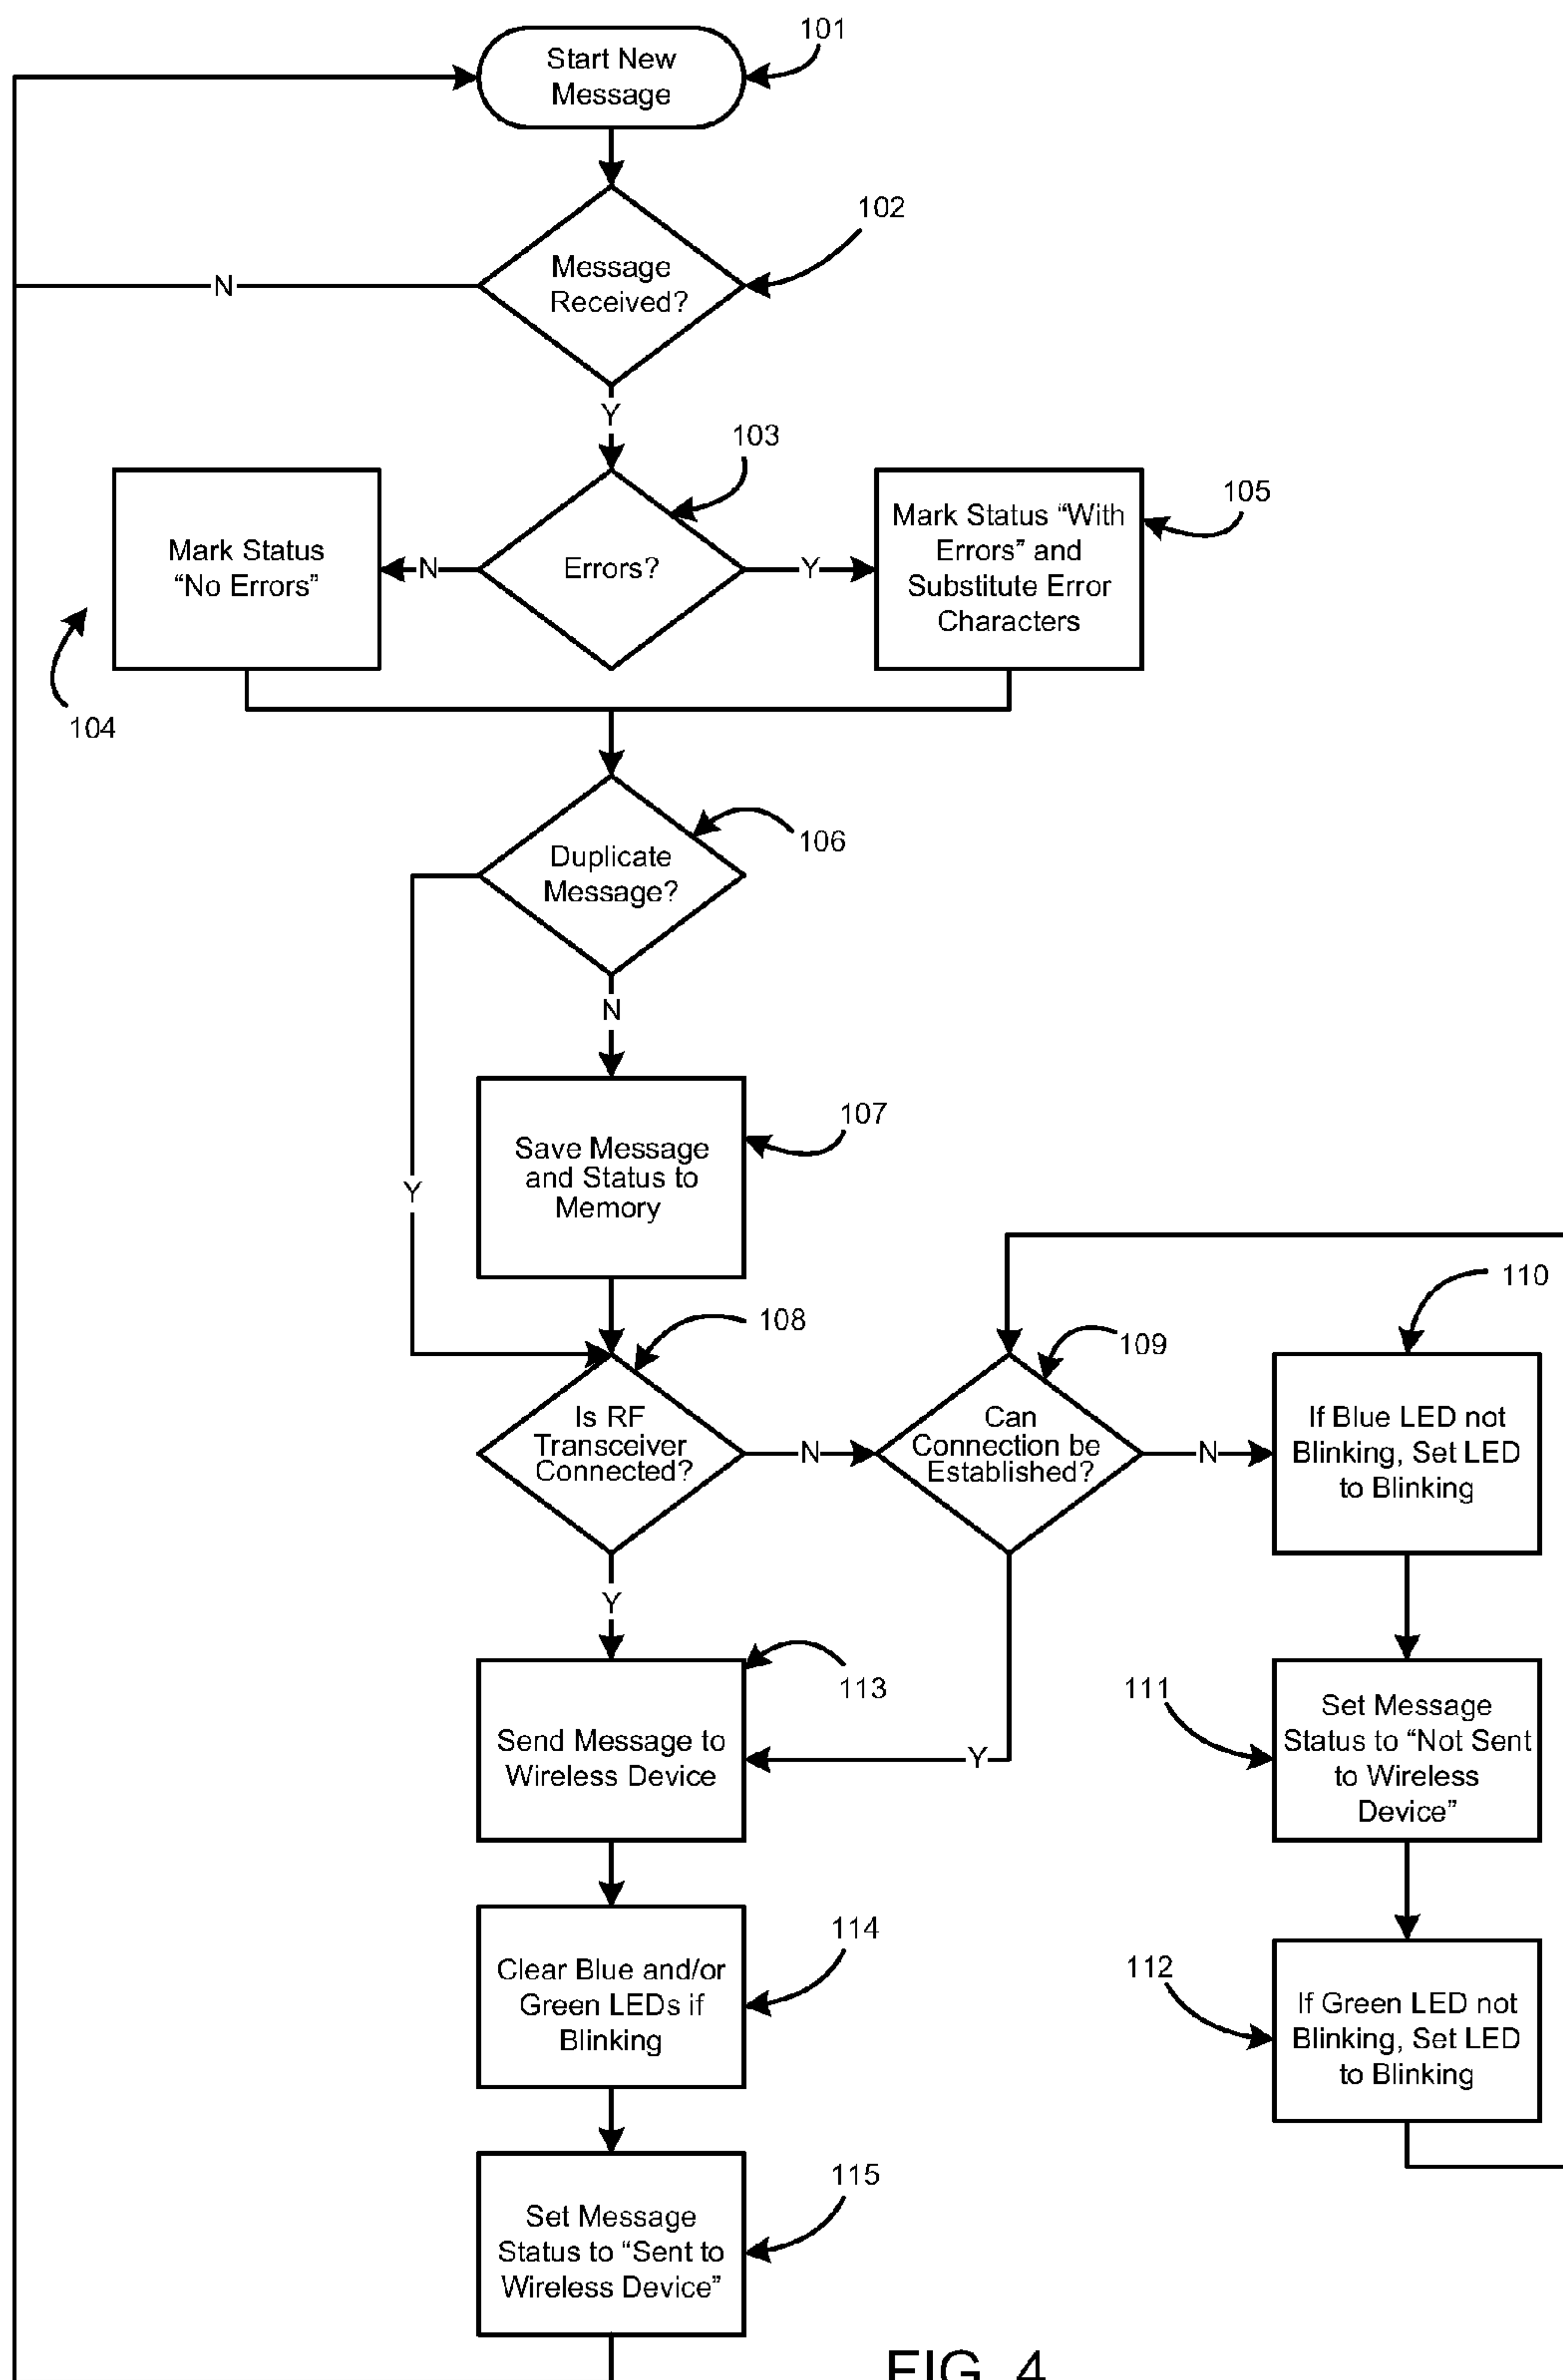 101
Start New
Message
102
Message
Received?
N
Y
103
105
Mark Status
“No Errors”
N
Errors?
Y
Mark Status “With
Errors” and
Substitute Error
Characters
104
106
Duplicate
Message?
N
107
Save Message
and Status to
Memory
Y
108
109
110
Is RF
Transceiver
Connected?
N
Can
Connection be
Established?
N
If Blue LED not
Blinking, Set LED
to Blinking
Y
113
111
Send Message to
Wireless Device
Y
Set Message
Status to “Not Sent
to Wireless
Device”
114
Clear Blue and/or
Green LEDs if
Blinking
112
If Green LED not
Blinking, Set LED
to Blinking
115
Set Message
Status to “Sent to
Wireless Device”
FIG. 4